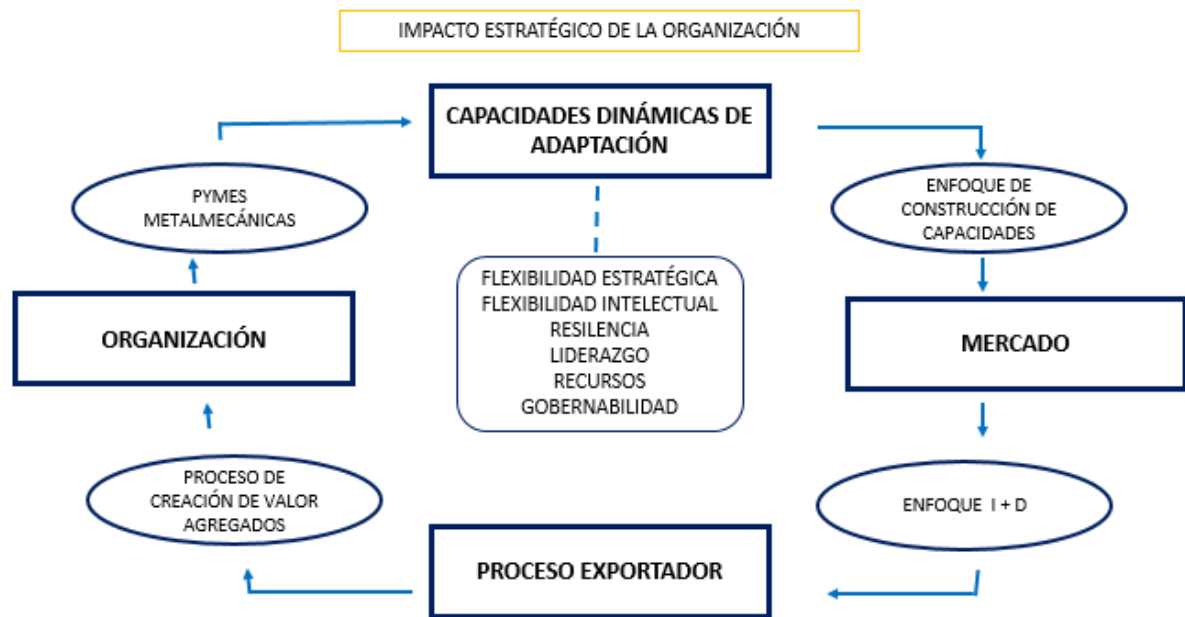 IMPACTO ESTRATÉGICO DE LA ORGANIZACIÓN
CAPACIDADES DINÁMICAS DE
ADAPTACIÓN
PYMES
METALMECÁNICAS
ENFOQUE DE
CONSTRUCCIÓN DE
CAPACIDADES
FLEXIBILIDAD ESTRATÉGICA
FLEXIBILIDAD INTELECTUAL
RESILENCIA
LIDERAZGO
RECURSOS
GOBERNABILIDAD
ORGANIZACIÓN
MERCADO
PROCESO DE
CREACIÓN DE VALOR
AGREGADOS
ENFOQUE I + D
PROCESO EXPORTADOR